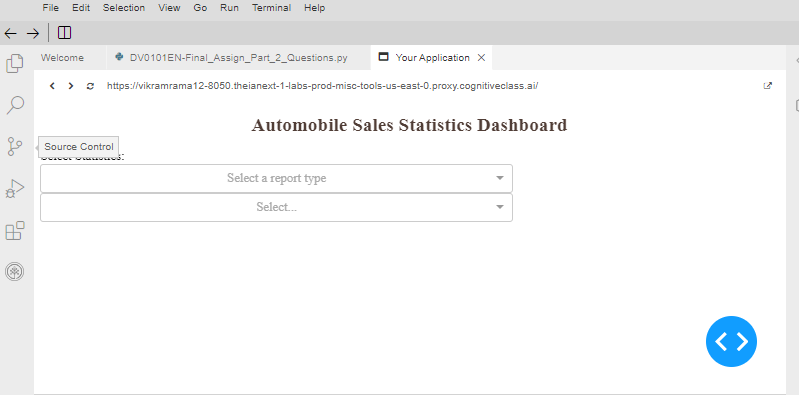 File Edit Selection View Go Run Terminal Help
Welcome DV0101EN-Final_Assign_Part_2_Questions.py Your Application
https://vikramrama12-8050.theianext-1-labs-prod-misc-tools-us-east-0.proxy.cognitiveclass.ai/
Automobile Sales Statistics Dashboard
Source Control
Select Statistics:
Select a report type
Select...